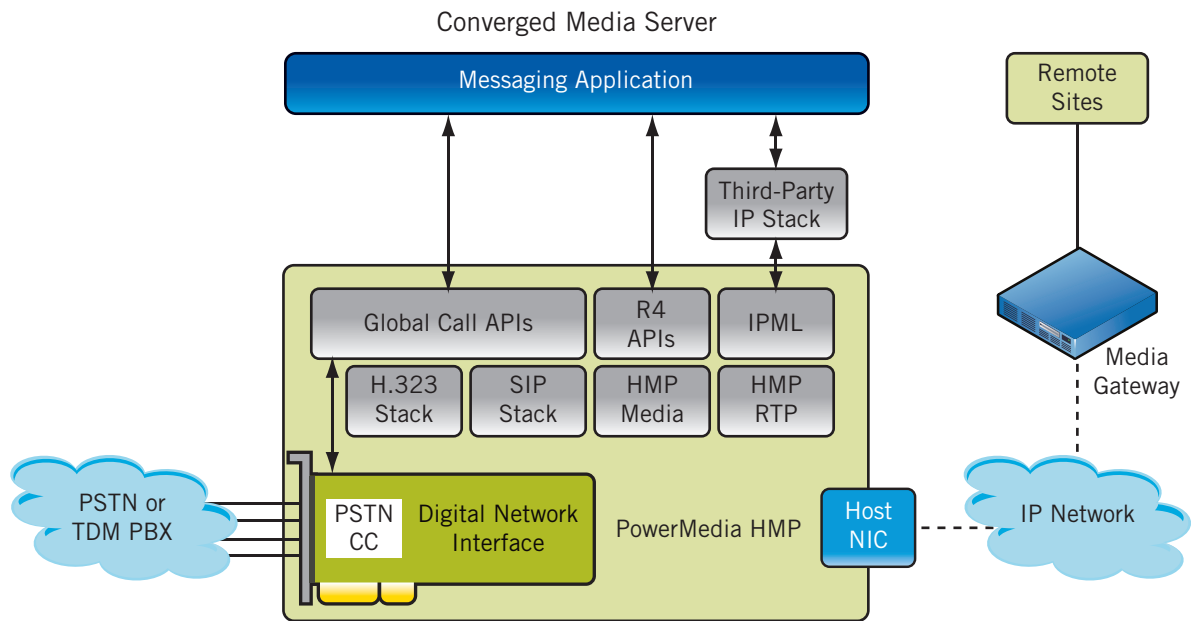 Converged Media Server
Messaging Application
Remote
Sites
Third-Party
IP Stack
Global Call APIs
R4
APIs
IPML
Media
Gateway
H.323
Stack
SIP
Stack
HMP
Media
HMP
RTP
PSTN or
TDM PBX
PSTN
CC
Digital Network
Interface
PowerMedia HMP
Host
NIC
IP Network